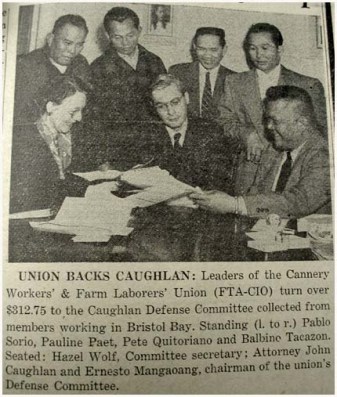 UNION BACKS CAUGHLAN: Leaders of the Cannery
Workers' & Farm Laborers' Union (FTA-CIO) turn over
$312.75 to the Caughlan Defense Committee collected from
members working in Bristol Bay. Standing (l. to r.) Pablo
Sorio, Pauline Paet, Pete Quitoriano and Balbino Tacazon.
Seated: Hazel Wolf, Committee secretary; Attorney John
Caughlan and Ernesto Mangaoang, chairman of the union's
Defense Committee.